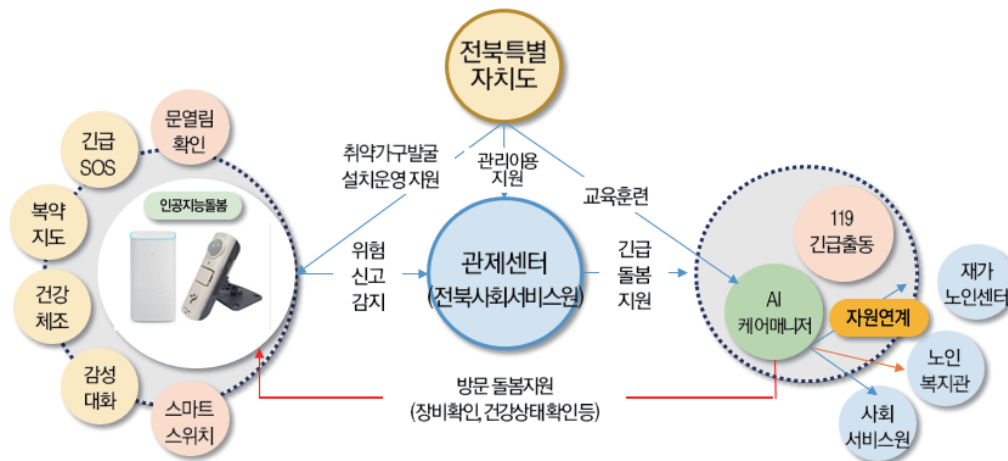 전북특별
자치도
긴급
SOS
문열림
확인
취약가구발굴
설치운영 지원
관리이용
지원
교육훈련
복약
지도
인공지능돌봄
건강
체조
감성
대화
스마트
스위치
위험
신고
감지
관제센터
(전북사회서비스원)
긴급
돌봄
지원
119
긴급출동
AI
케어매니저
자원연계
재가
노인센터
노인
복지관
사회
서비스원
방문 돌봄지원
(장비확인, 건강상태확인등)